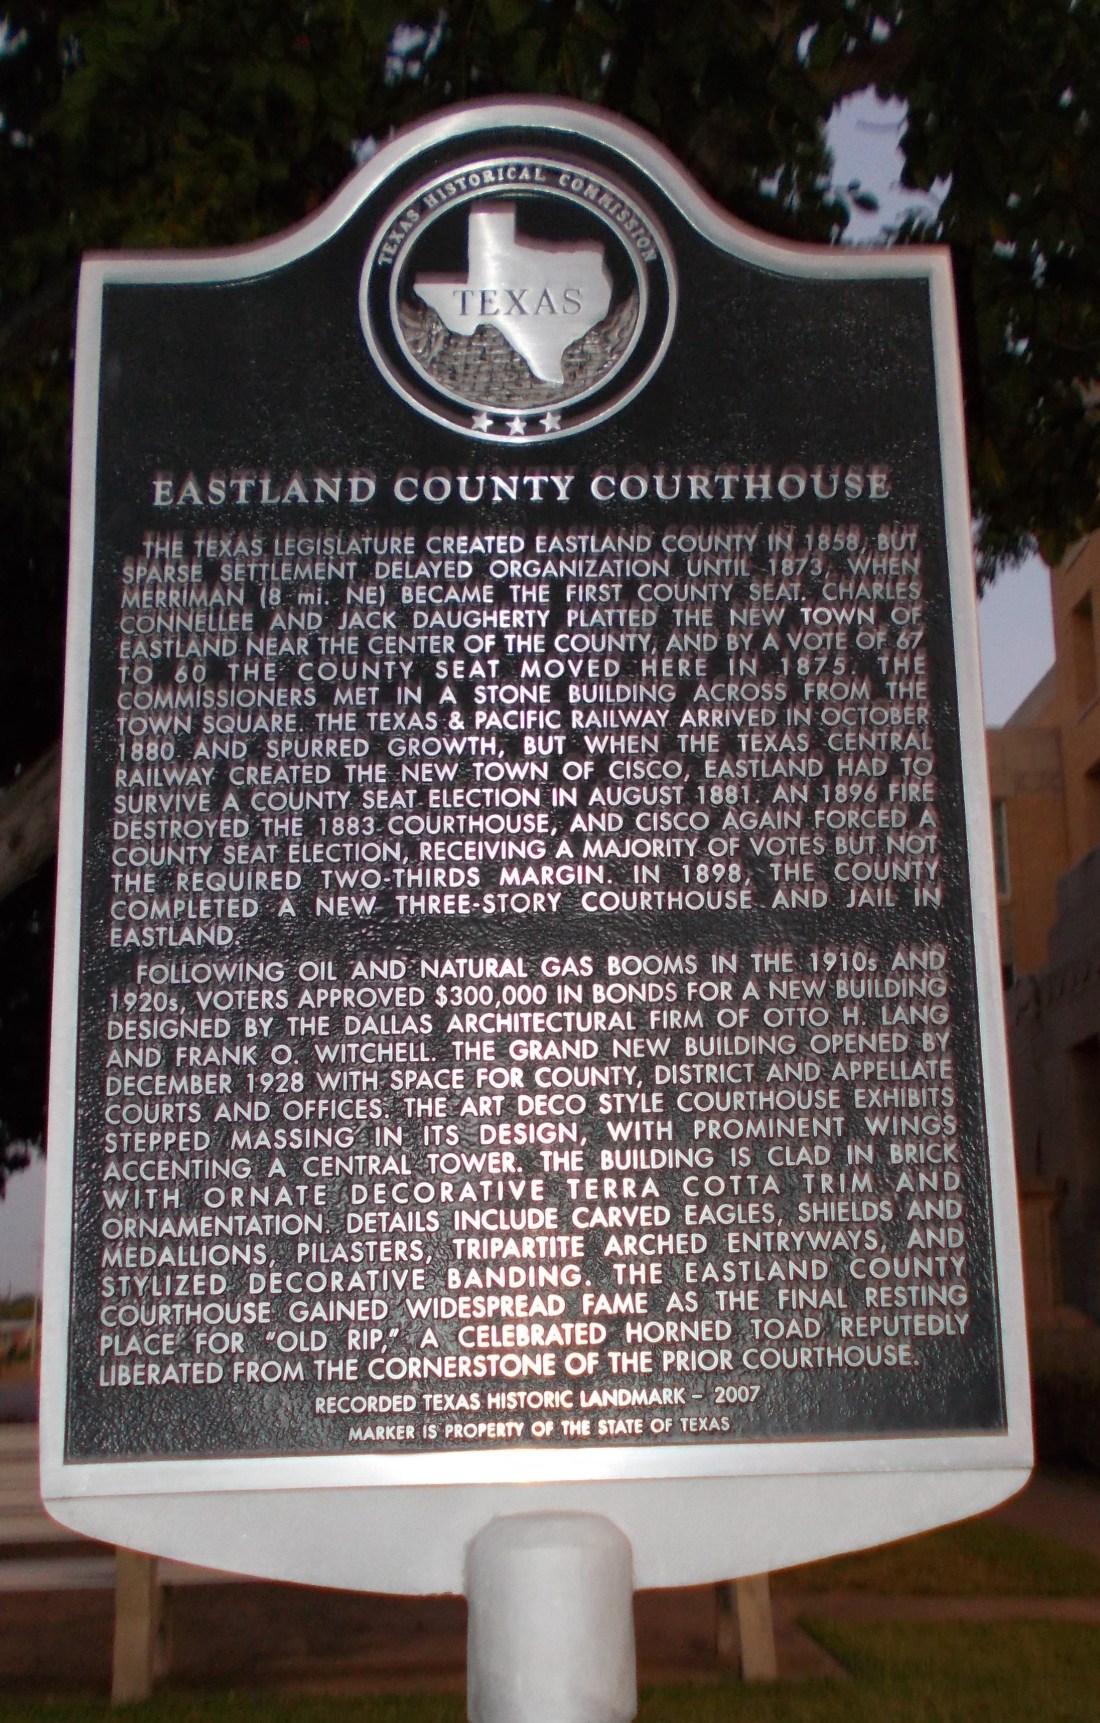 TEXAS HISTORICAL COMMISSION
TEXAS
EASTLAND COUNTY COURTHOUSE
THE TEXAS LEGISLATURE CREATED EASTLAND COUNTY IN 1858, BUT
SPARSE SETTLEMENT DELAYED ORGANIZATION UNTIL 1873, WHEN
MERRIMAN (8 mi. NE) BECAME THE FIRST COUNTY SEAT. CHARLES
CONNELLEE AND JACK DAUGHERTY PLATTED THE NEW TOWN OF
EASTLAND NEAR THE CENTER OF THE COUNTY, AND BY A VOTE OF 67
TO 60 THE COUNTY SEAT MOVED HERE IN 1875. THE
COMMISSIONERS MET IN A STONE BUILDING ACROSS FROM THE
TOWN SQUARE. THE TEXAS & PACIFIC RAILWAY ARRIVED IN OCTOBER
1880 AND SPURRED GROWTH, BUT WHEN THE TEXAS CENTRAL
RAILWAY CREATED THE NEW TOWN OF CISCO, EASTLAND HAD TO
SURVIVE A COUNTY SEAT ELECTION IN AUGUST 1881. AN 1896 FIRE
DESTROYED THE 1883 COURTHOUSE, AND CISCO AGAIN FORCED A
COUNTY SEAT ELECTION, RECEIVING A MAJORITY OF VOTES BUT NOT
THE REQUIRED TWO-THIRDS MARGIN. IN 1898, THE COUNTY
COMPLETED A NEW THREE-STORY COURTHOUSE AND JAIL IN
EASTLAND.
FOLLOWING OIL AND NATURAL GAS BOOMS IN THE 1910s AND
1920s, VOTERS APPROVED $300,000 IN BONDS FOR A NEW BUILDING
DESIGNED BY THE DALLAS ARCHITECTURAL FIRM OF OTTO H. LANG
AND FRANK O. WITCHELL. THE GRAND NEW BUILDING OPENED BY
DECEMBER 1928 WITH SPACE FOR COUNTY, DISTRICT AND APPELLATE
COURTS AND OFFICES. THE ART DECO STYLE COURTHOUSE EXHIBITS
STEPPED MASSING IN ITS DESIGN, WITH PROMINENT WINGS
ACCENTING A CENTRAL TOWER. THE BUILDING IS CLAD IN BRICK
WITH ORNATE DECORATIVE TERRA COTTA TRIM AND
ORNAMENTATION. DETAILS INCLUDE CARVED EAGLES, SHIELDS AND
MEDALLIONS, PILASTERS, TRIPARTITE ARCHED ENTRYWAYS, AND
STYLIZED DECORATIVE BANDING. THE EASTLAND COUNTY
COURTHOUSE GAINED WIDESPREAD FAME AS THE FINAL RESTING
PLACE FOR "OLD RIP," A CELEBRATED HORNED TOAD REPUTEDLY
LIBERATED FROM THE CORNERSTONE OF THE PRIOR COURTHOUSE.
RECORDED TEXAS HISTORIC LANDMARK – 2007
MARKER IS PROPERTY OF THE STATE OF TEXAS